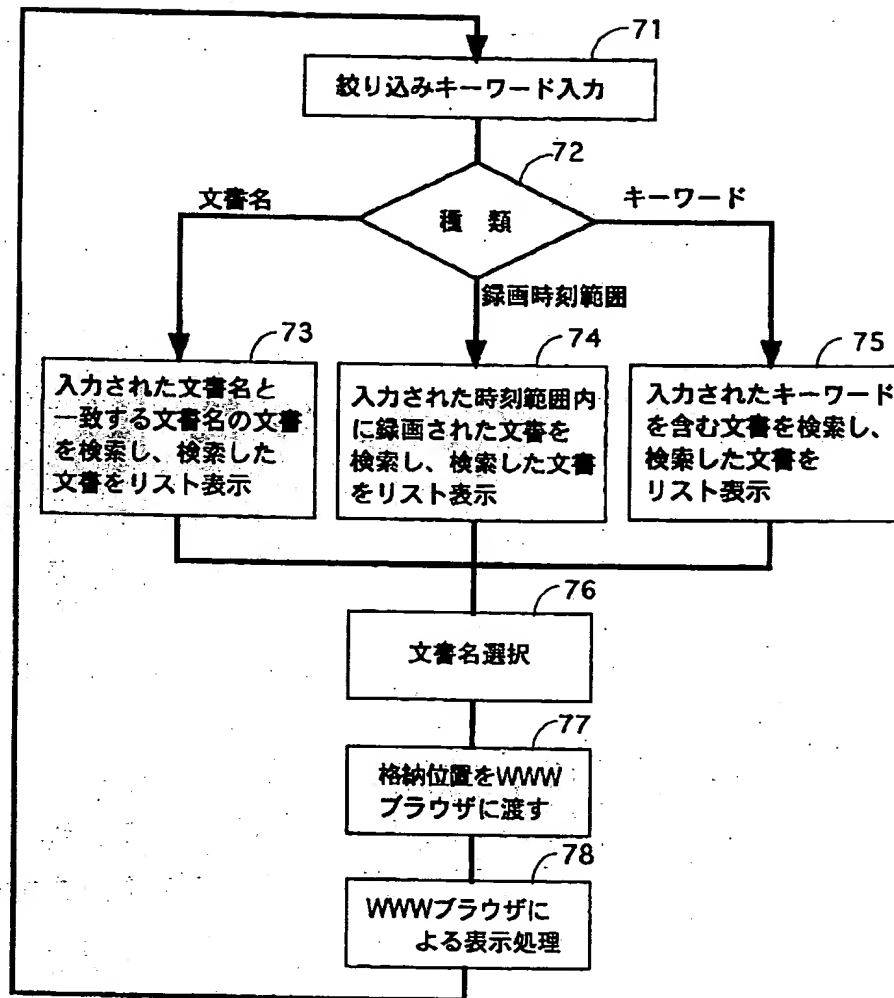 71
絞り込みキーワード入力
72
種 類
文書名
キーワード
録画時刻範囲
73
入力された文書名と
一致する文書名の文書
を検索し、検索した
文書をリスト表示
74
入力された時刻範囲内
に録画された文書を
検索し、検索した文書
をリスト表示
75
入力されたキーワード
を含む文書を検索し、
検索した文書を
リスト表示
76
文書名選択
77
格納位置をWWW
ブラウザに渡す
78
WWWブラウザに
よる表示処理